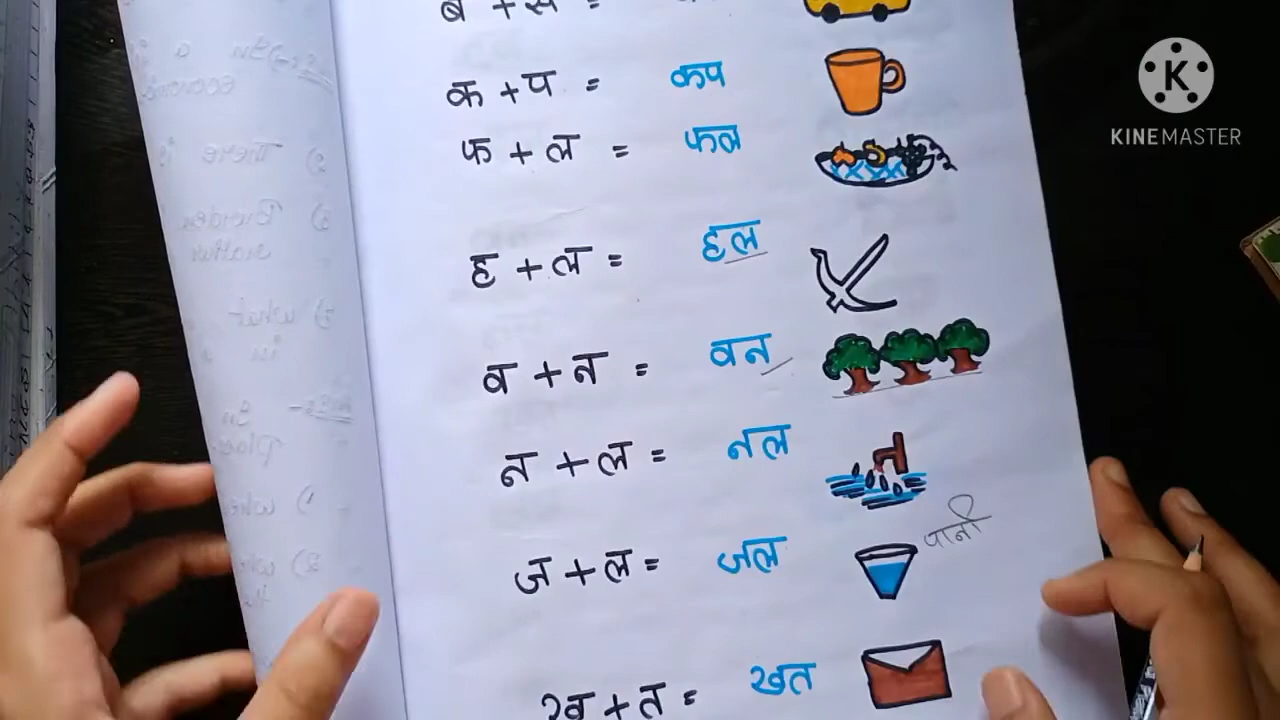 ब + स =
क + प = कप
फ + ल = फल
ह + ल = हल
व + न = वन
न + ल = नल
ज + ल = जल
पानी
ख + त = खत
KINEMASTER